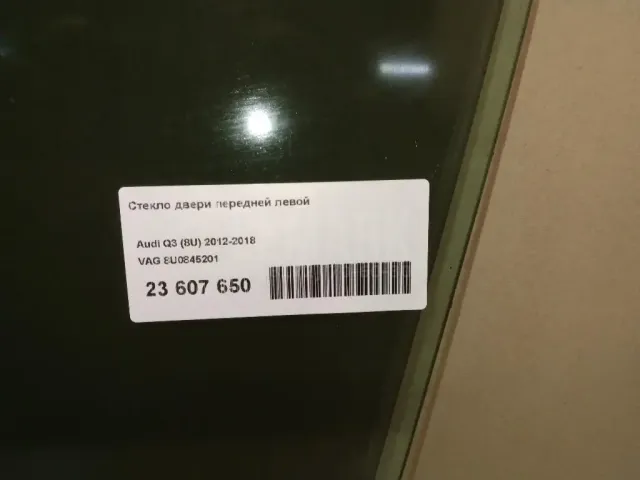 Стекло двери передней левой
Audi Q3 (8U) 2012-2018
VAG 8U0845201
23 607 650